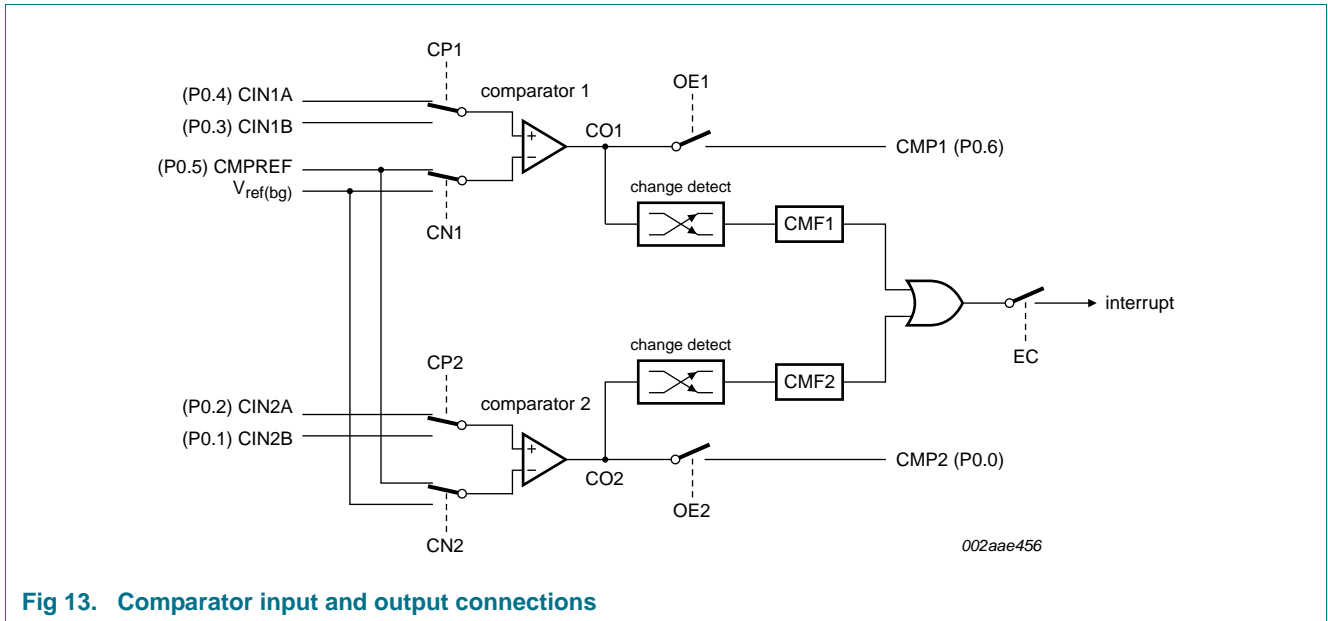 CP1
(P0.4) CIN1A
(P0.3) CIN1B
comparator 1
OE1
+
−
CO1
CMP1 (P0.6)
(P0.5) CMPREF
Vref(bg)
CN1
change detect
CMF1
interrupt
EC
change detect
CMF2
CP2
(P0.2) CIN2A
(P0.1) CIN2B
comparator 2
+
−
CO2
CMP2 (P0.0)
OE2
CN2
002aae456
Fig 13. Comparator input and output connections